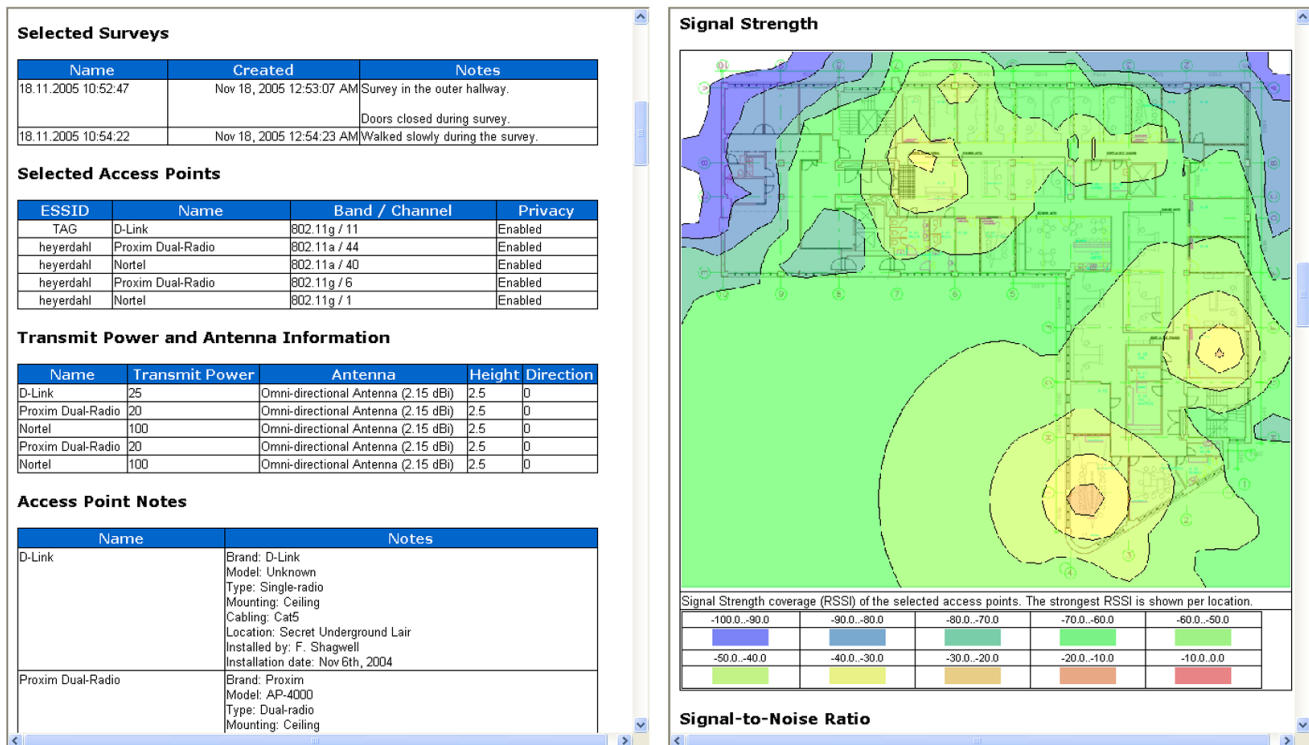 Selected Surveys
Name Created Notes
18.11.2005 10:52:47 Nov 18, 2005 12:53:07 AM Survey in the outer hallway.
Doors closed during survey.
18.11.2005 10:54:22 Nov 18, 2005 12:54:23 AM Walked slowly during the survey.
Selected Access Points
ESSID Name Band / Channel Privacy
TAG D-Link 802.11g / 11 Enabled
heyerdahl Proxim Dual-Radio 802.11a / 44 Enabled
heyerdahl Nortel 802.11a / 40 Enabled
heyerdahl Proxim Dual-Radio 802.11g / 6 Enabled
heyerdahl Nortel 802.11g / 1 Enabled
Transmit Power and Antenna Information
Name Transmit Power Antenna Height Direction
D-Link 25 Omni-directional Antenna (2.15 dBi) 2.5 0
Proxim Dual-Radio 20 Omni-directional Antenna (2.15 dBi) 2.5 0
Nortel 100 Omni-directional Antenna (2.15 dBi) 2.5 0
Proxim Dual-Radio 20 Omni-directional Antenna (2.15 dBi) 2.5 0
Nortel 100 Omni-directional Antenna (2.15 dBi) 2.5 0
Access Point Notes
Name Notes
D-Link Brand: D-Link
Model: Unknown
Type: Single-radio
Mounting: Ceiling
Cabling: Cat5
Location: Secret Underground Lair
Installed by: F. Shagwell
Installation date: Nov 6th, 2004
Proxim Dual-Radio Brand: Proxim
Model: AP-4000
Type: Dual-radio
Mounting: Ceiling
Signal Strength
Signal Strength coverage (RSSI) of the selected access points. The strongest RSSI is shown per location.
-100.0..-90.0 -90.0..-80.0 -80.0..-70.0 -70.0..-60.0 -60.0..-50.0
-50.0..-40.0 -40.0..-30.0 -30.0..-20.0 -20.0..-10.0 -10.0..0.0
Signal-to-Noise Ratio